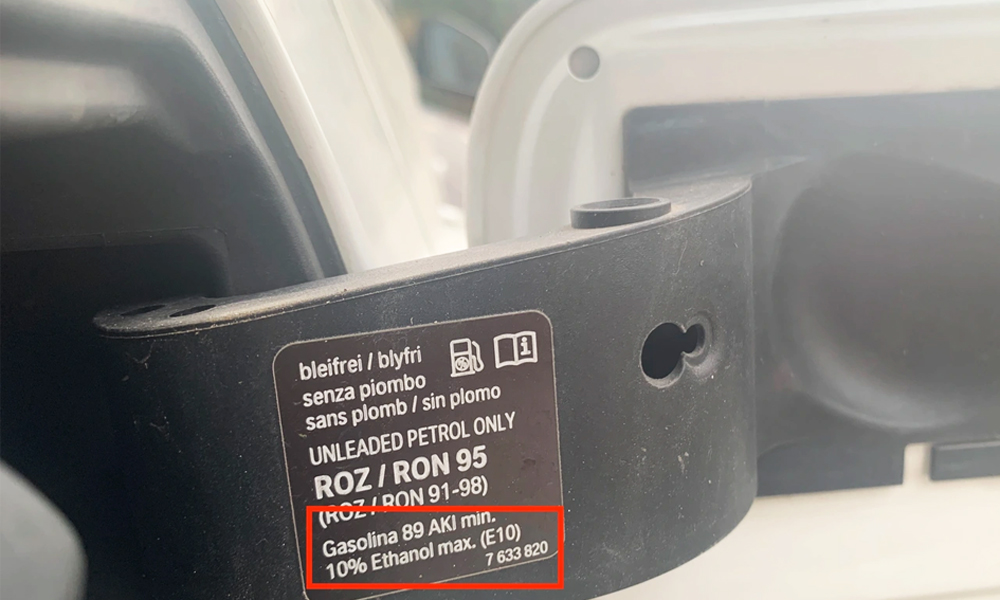 bleifrei / blyfri
senza piombo
sans plomb / sin plomo
UNLEADED PETROL ONLY
ROZ / RON 95
(ROZ / RON 91-98)
Gasolina 89 AKI min.
10% Ethanol max. (E10)
7 633 820